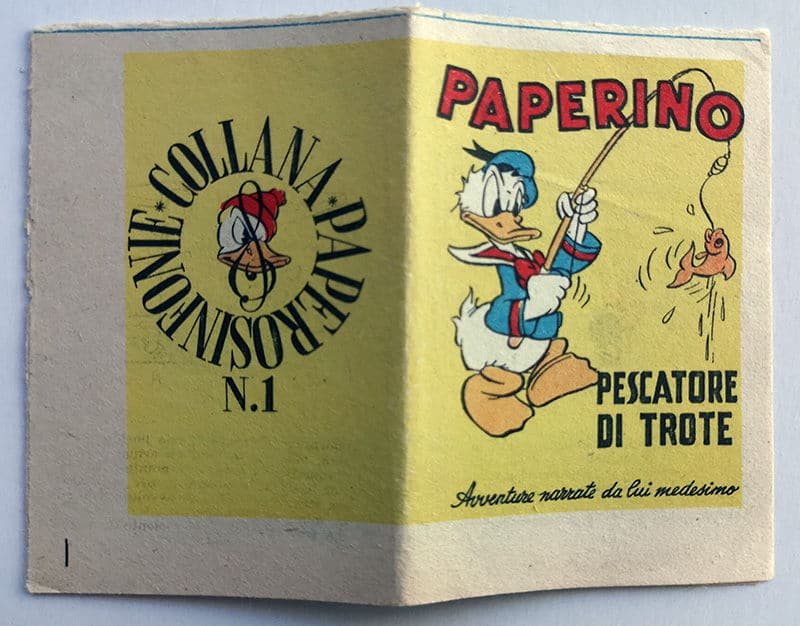 *COLLANA*PAPEROSINFONIE
N.1
PAPERINO
PESCATORE
DI TROTE
Avventure narrate da lui medesimo